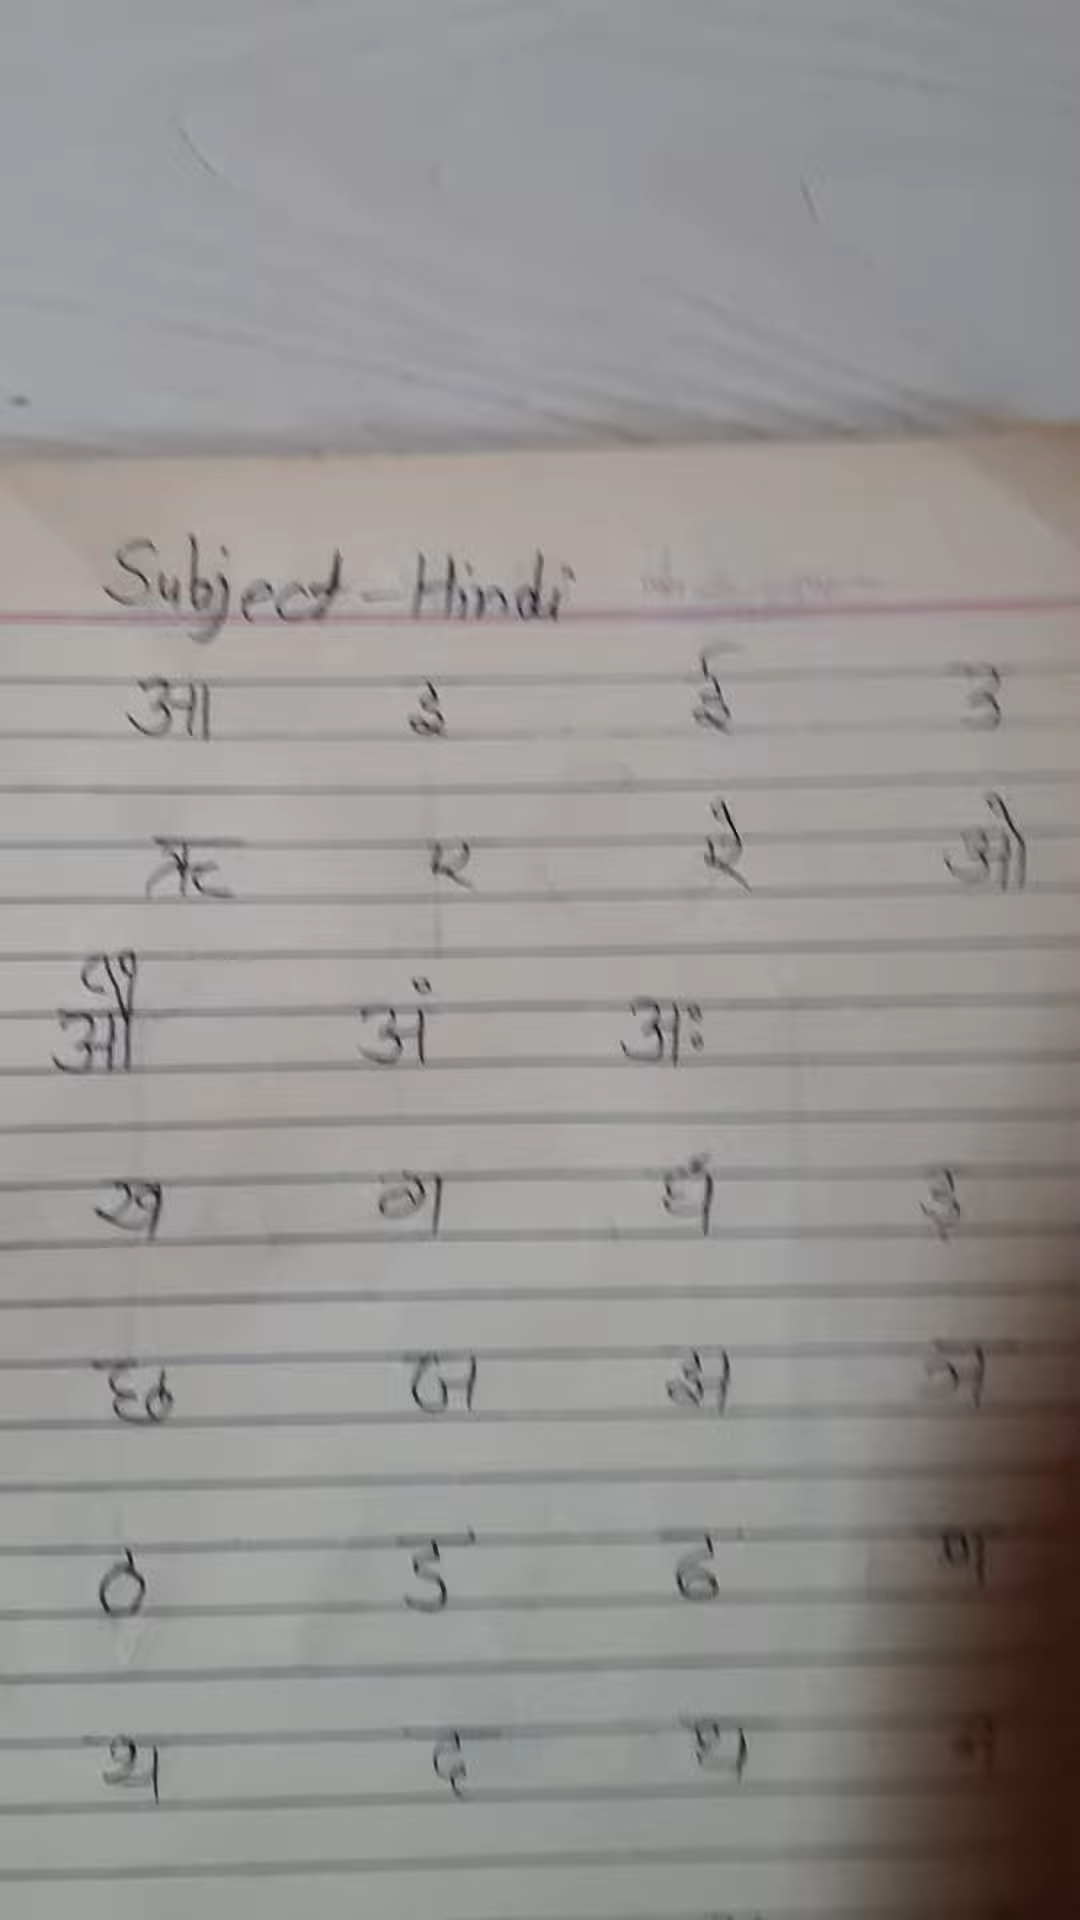 Subject - Hindi
आ इ ई उ
ऋ ए ऐ ओ
औ अं अः
ख ग घ ङ
छ ज झ ञ
ठ ड ढ ण
थ द ध